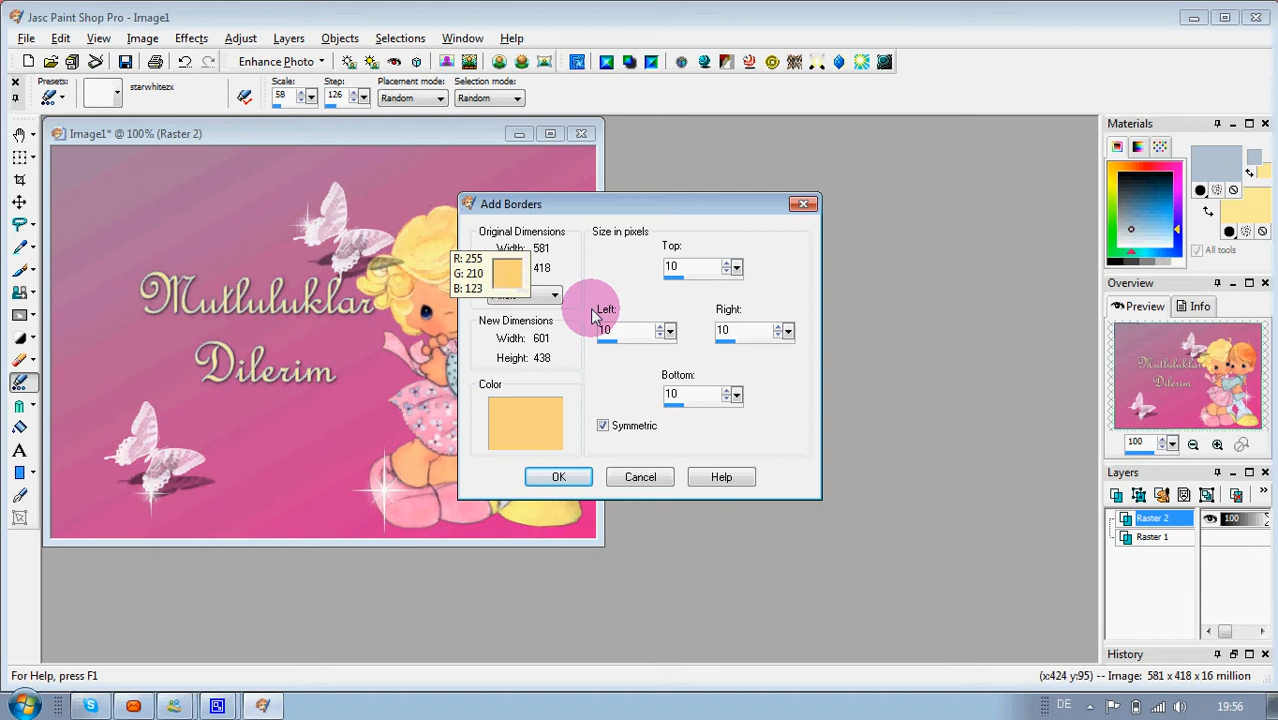 Jasc Paint Shop Pro - Image1
File Edit View Image Effects Adjust Layers Objects Selections Window Help
Enhance Photo
Presets:
starwhitezx
Scale:
58
Step:
126
Placement mode:
Random
Selection mode:
Random
Image1* @ 100% (Raster 2)
Mutluluklar
Dilerim
Add Borders
Original Dimensions
Width: 581
418
R: 255
G: 210
B: 123
New Dimensions
Width: 601
Height: 438
Color
Size in pixels
Top:
10
Left:
10
Right:
10
Bottom:
10
Symmetric
OK Cancel Help
Materials
All tools
Overview
Preview Info
Mutluluklar
Dilerim
100
Layers
Raster 2 100
Raster 1
History
For Help, press F1
(x:424 y:95) -- Image: 581 x 418 x 16 million
DE 19:56